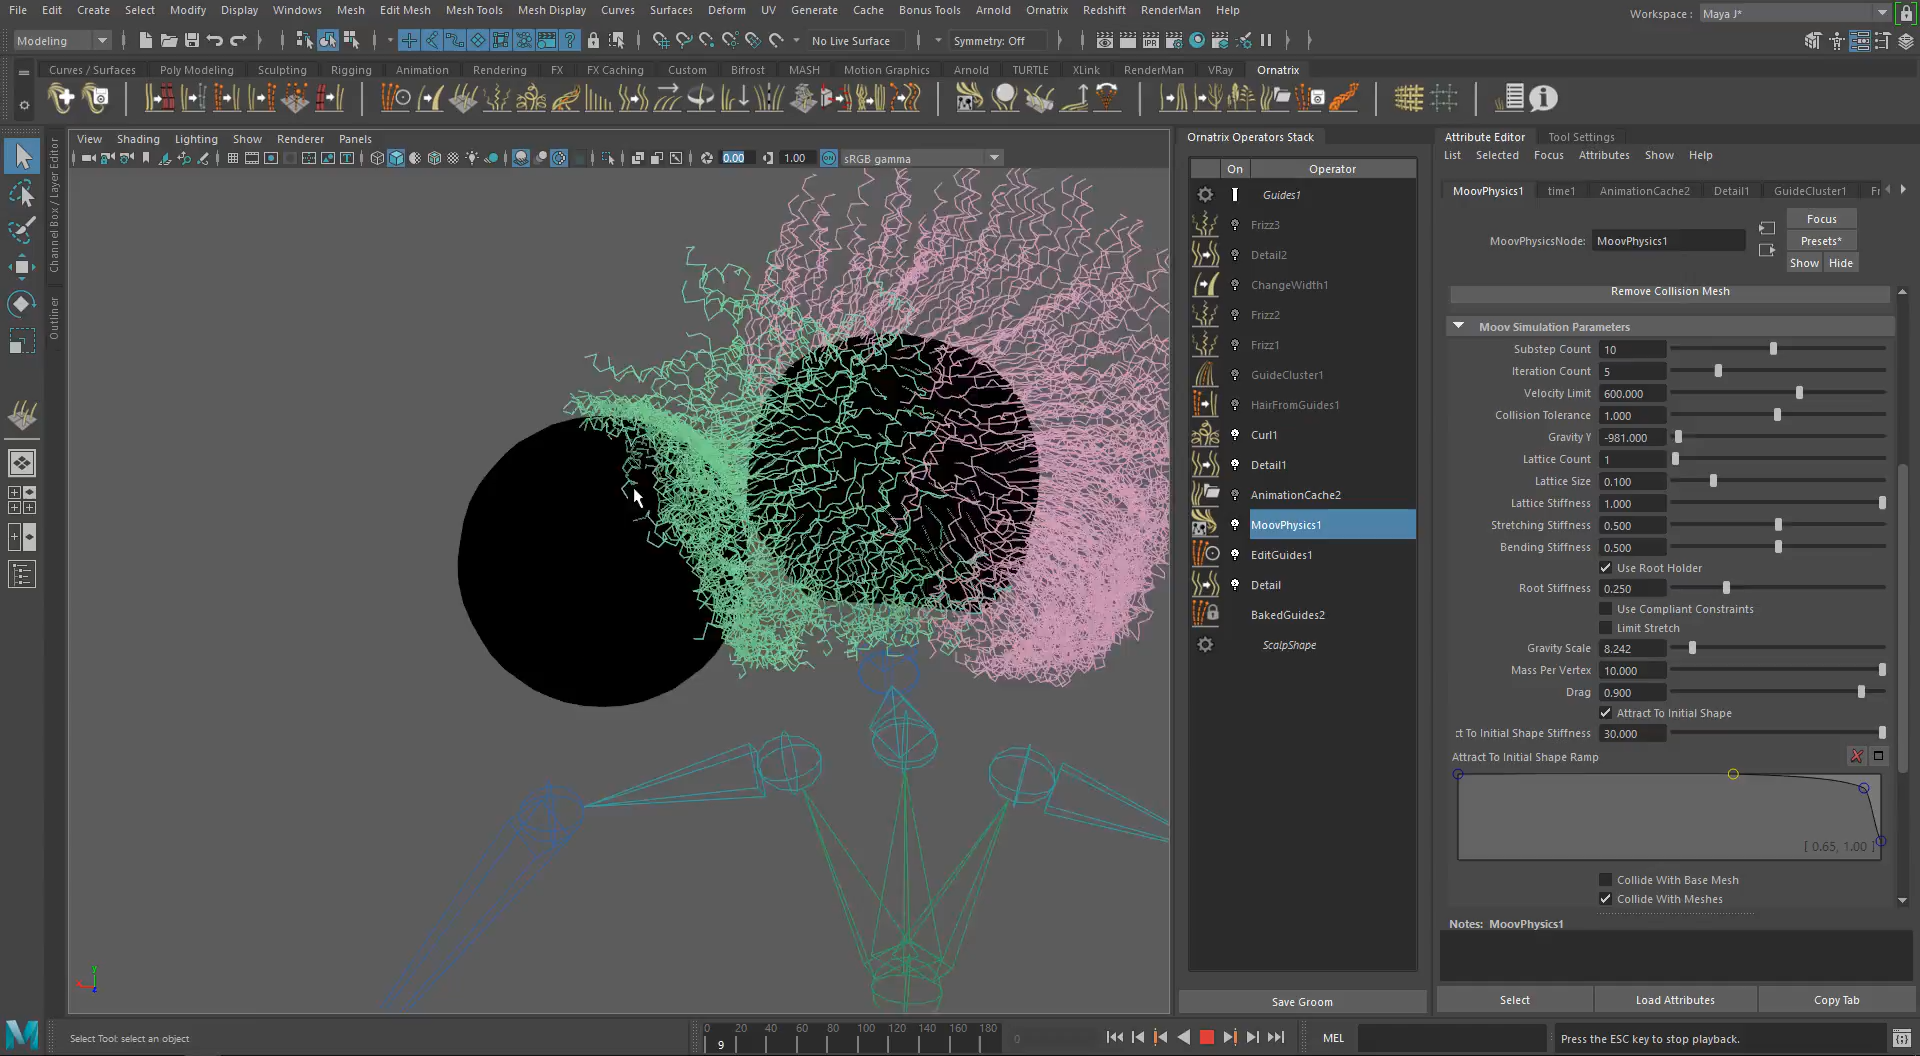 File Edit Create Select Modify Display Windows Mesh Edit Mesh Mesh Tools Mesh Display Curves Surfaces Deform UV Generate Cache Bonus Tools Arnold Ornatrix Redshift RenderMan Help
Workspace : Maya J*
Modeling
No Live Surface
Symmetry: Off
Curves / Surfaces Poly Modeling Sculpting Rigging Animation Rendering FX FX Caching Custom Bifrost MASH Motion Graphics Arnold TURTLE XLink RenderMan VRay Ornatrix
View Shading Lighting Show Renderer Panels
0.00 1.00 sRGB gamma
Channel Box / Layer Editor
Outliner
Ornatrix Operators Stack
On Operator
Guides1
Frizz3
Detail2
ChangeWidth1
Frizz2
Frizz1
GuideCluster1
HairFromGuides1
Curl1
Detail1
AnimationCache2
MoovPhysics1
EditGuides1
Detail
BakedGuides2
ScalpShape
Save Groom
Attribute Editor Tool Settings
List Selected Focus Attributes Show Help
MoovPhysics1 time1 AnimationCache2 Detail1 GuideCluster1 Fr
Focus
MoovPhysicsNode: MoovPhysics1
Presets*
Show Hide
Remove Collision Mesh
Moov Simulation Parameters
Substep Count 10
Iteration Count 5
Velocity Limit 600.000
Collision Tolerance 1.000
Gravity Y -981.000
Lattice Count 1
Lattice Size 0.100
Lattice Stiffness 1.000
Stretching Stiffness 0.500
Bending Stiffness 0.500
Use Root Holder
Root Stiffness 0.250
Use Compliant Constraints
Limit Stretch
Gravity Scale 8.242
Mass Per Vertex 10.000
Drag 0.900
Attract To Initial Shape
ct To Initial Shape Stiffness 30.000
Attract To Initial Shape Ramp
[ 0.65, 1.00 ]
Collide With Base Mesh
Collide With Meshes
Notes: MoovPhysics1
Select Load Attributes Copy Tab
y
x
z
Select Tool: select an object
0 20 40 60 80 100 120 140 160 180
9
0
MEL
Press the ESC key to stop playback.